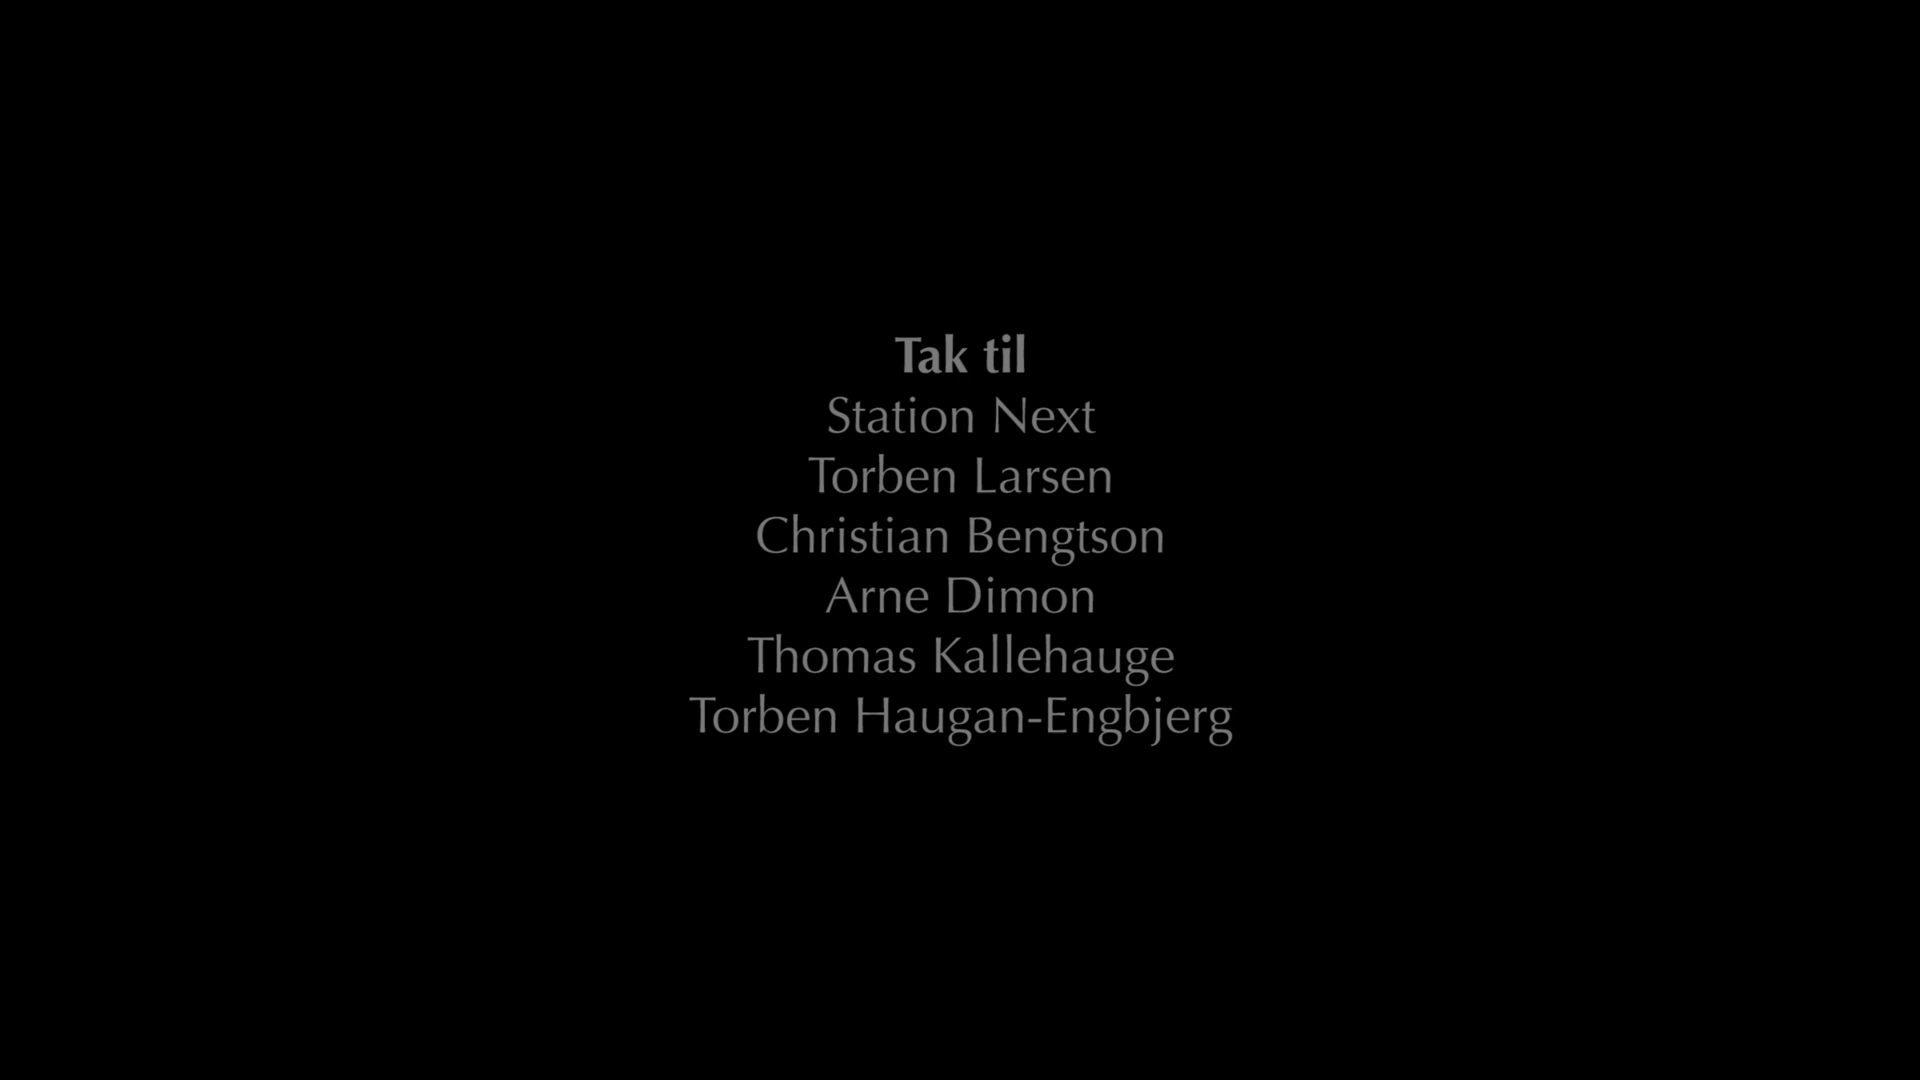 Tak til
Station Next
Torben Larsen
Christian Bengtson
Arne Dimon
Thomas Kallehauge
Torben Haugan-Engbjerg